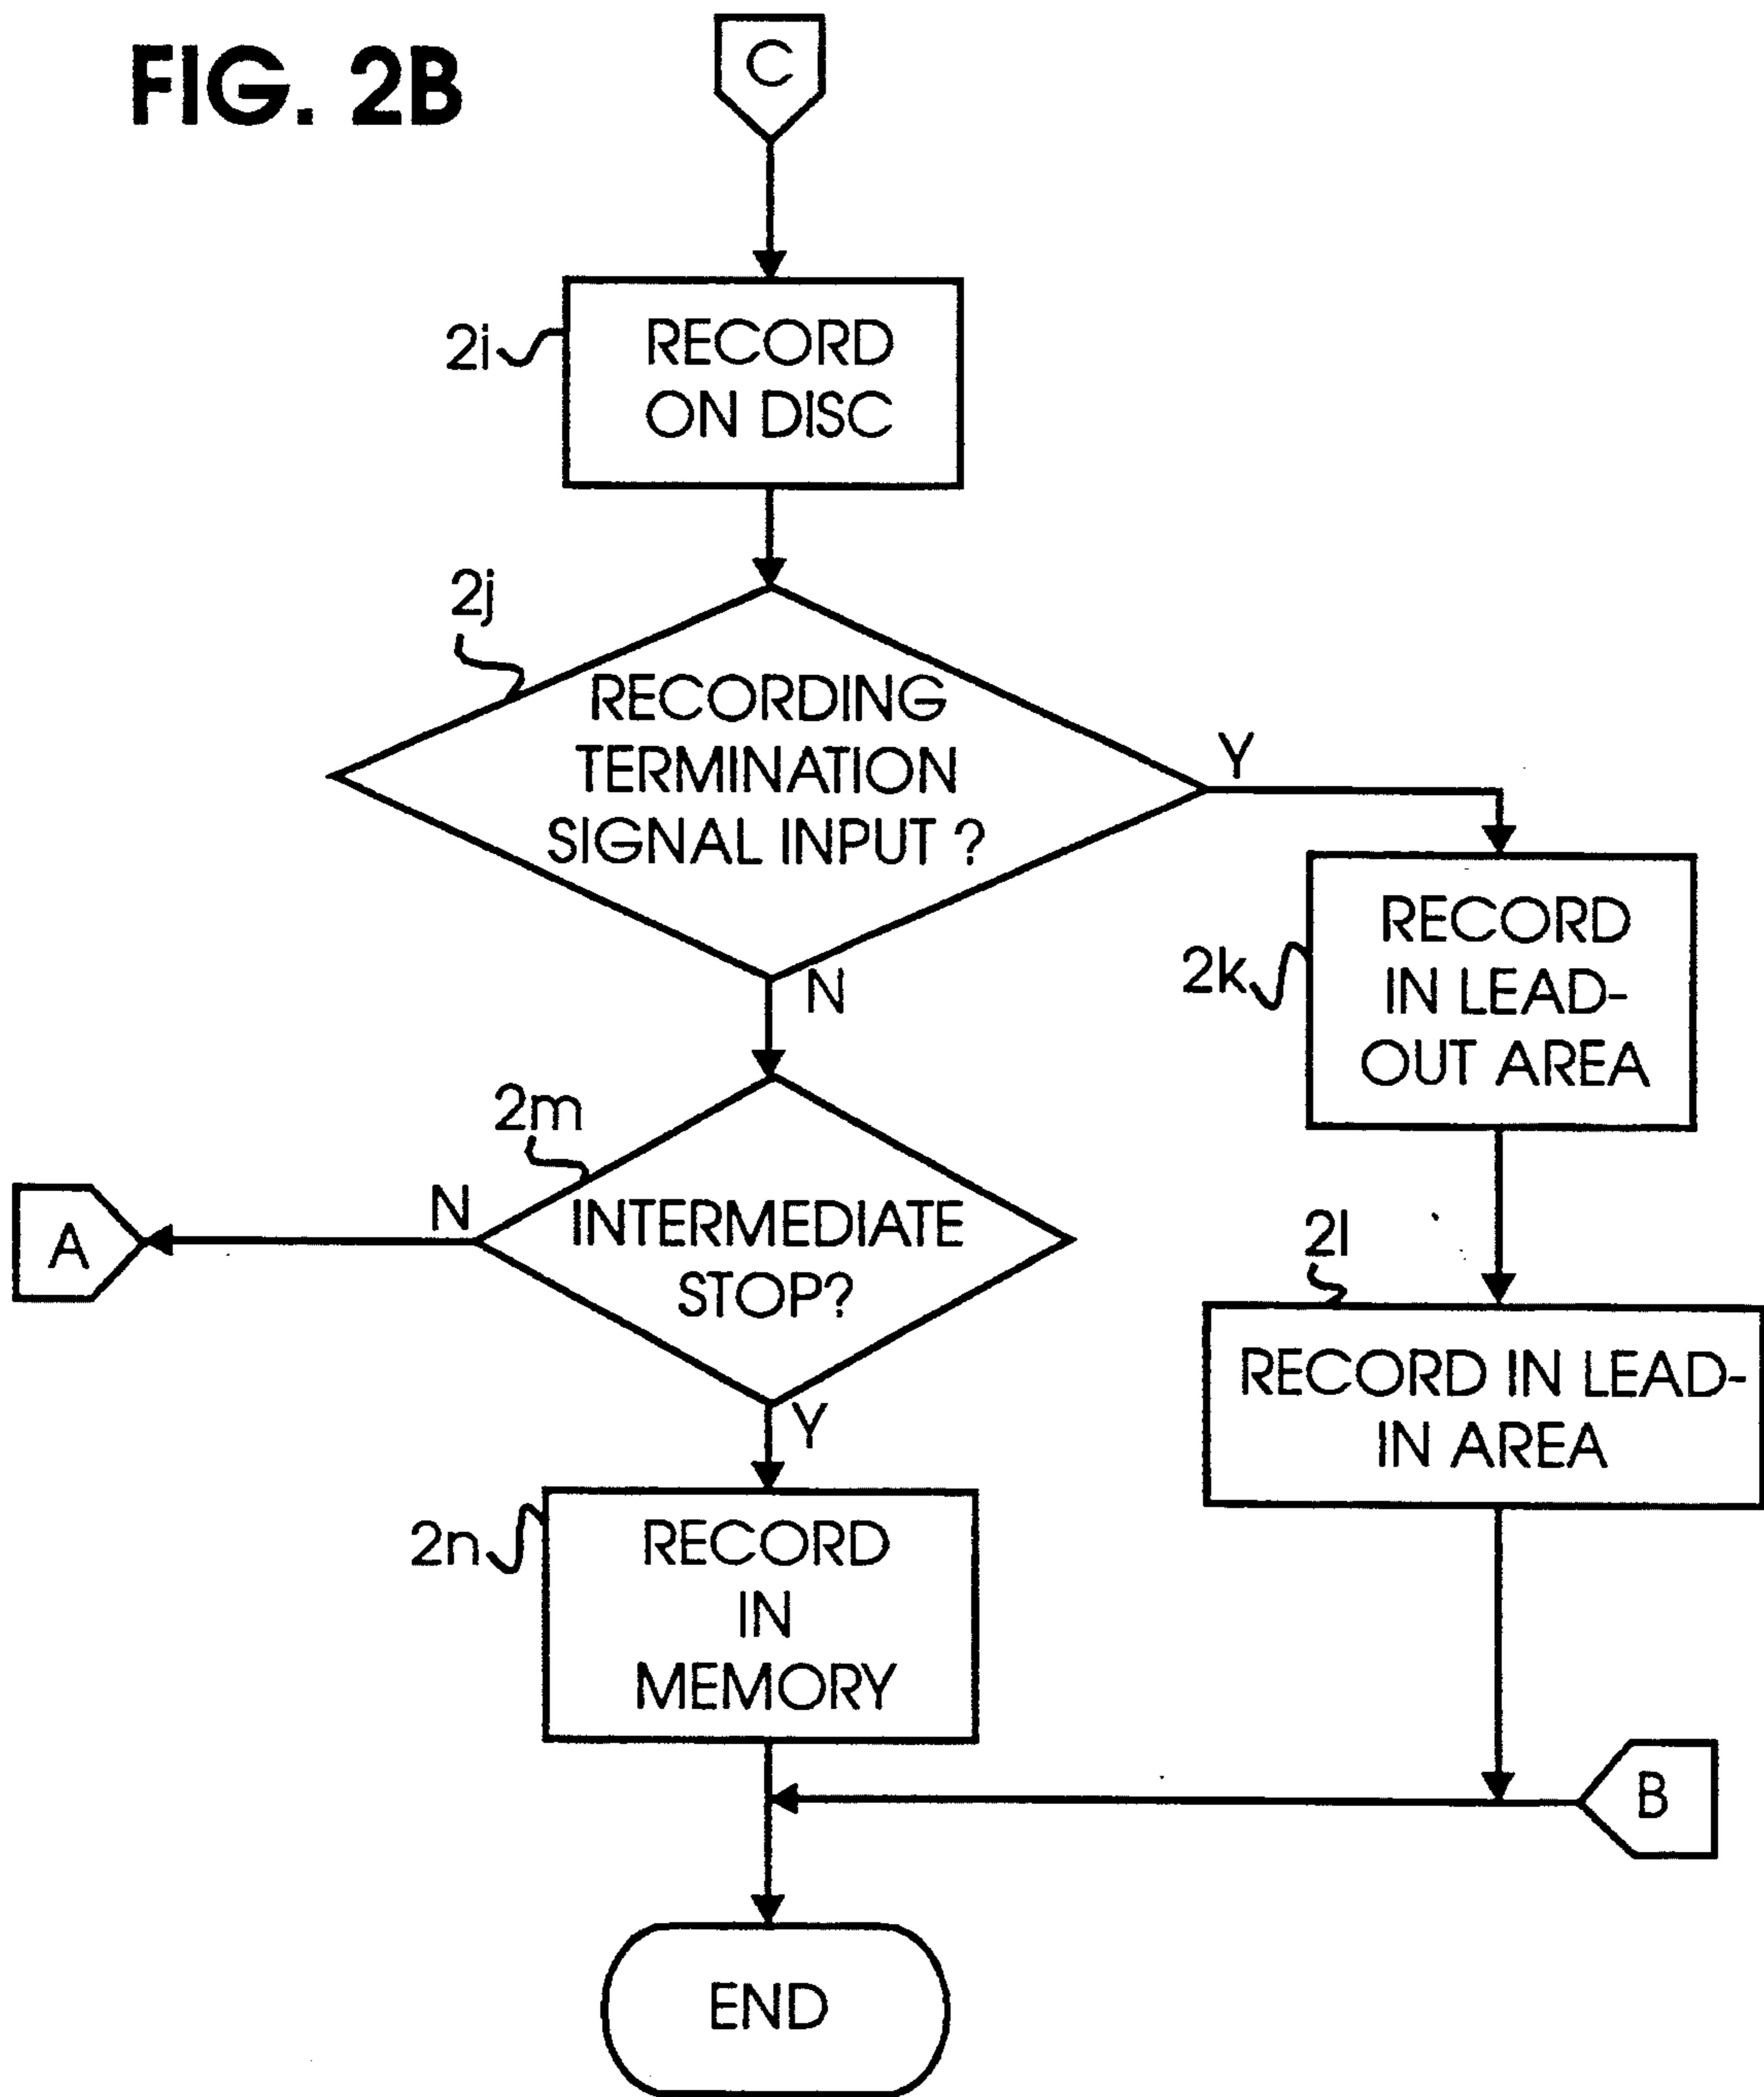 FIG. 2B
C
2i
RECORD
ON DISC
2j
RECORDING
TERMINATION
SIGNAL INPUT ?
Y
N
2k
RECORD
IN LEAD-
OUT AREA
2m
INTERMEDIATE
STOP?
N
A
Y
2l
RECORD IN LEAD-
IN AREA
2n
RECORD
IN
MEMORY
B
END